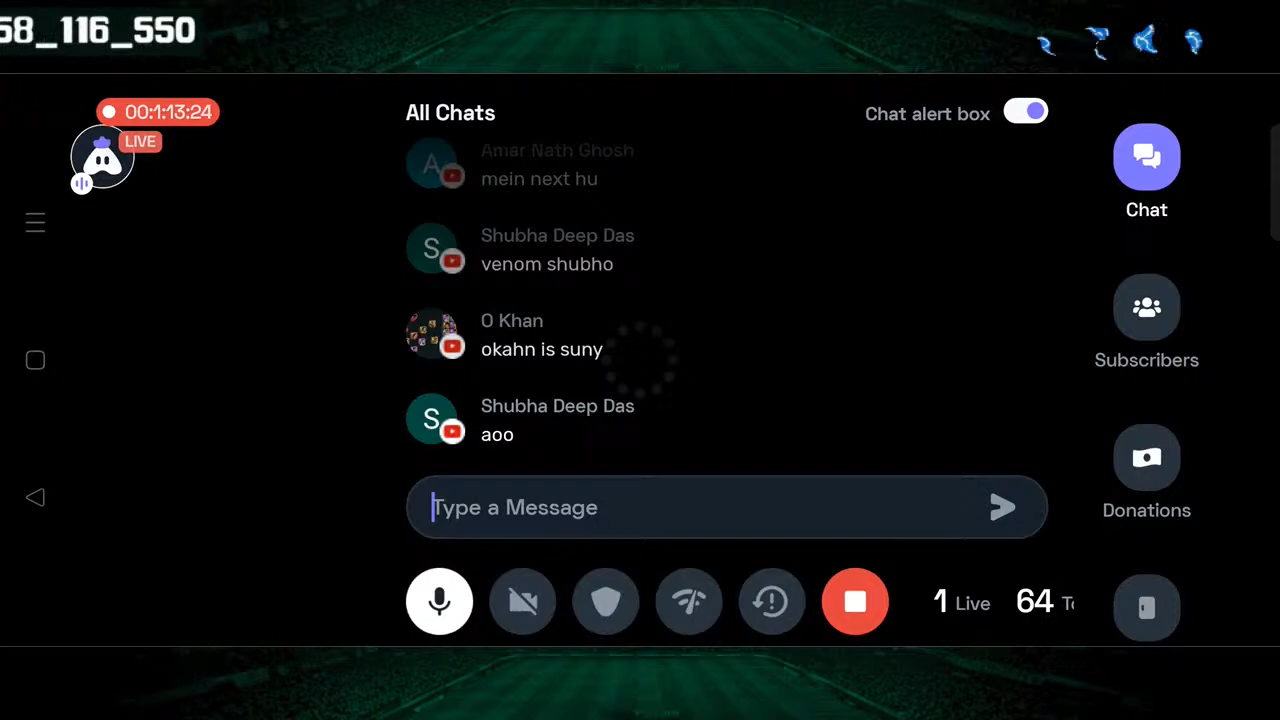 58_116_550
00:1:13:24
LIVE
All Chats
Chat alert box
Amar Nath Ghosh
mein next hu
Shubha Deep Das
venom shubho
O Khan
okahn is suny
Shubha Deep Das
aoo
Type a Message
1 Live 64
Chat
Subscribers
Donations